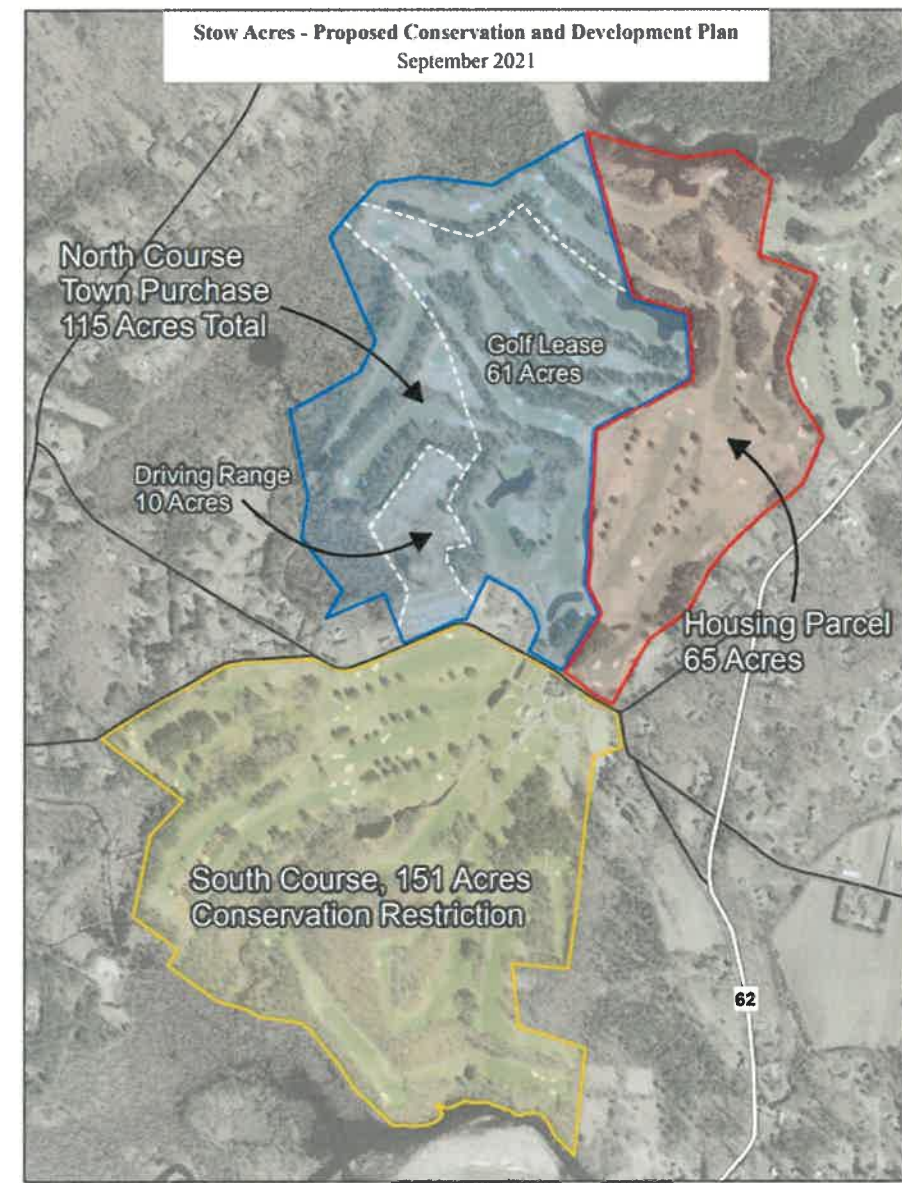 Stow Acres - Proposed Conservation and Development Plan
September 2021
North Course
Town Purchase
115 Acres Total
Golf Lease
61 Acres
Driving Range
10 Acres
Housing Parcel
65 Acres
South Course, 151 Acres
Conservation Restriction
62